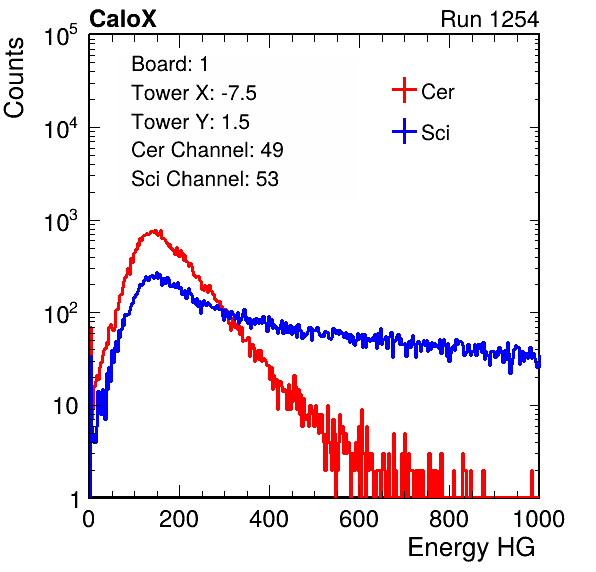 CaloX Run 1254
Counts
10^5
10^4
10^3
10^2
10
1
Board: 1
Tower X: -7.5
Tower Y: 1.5
Cer Channel: 49
Sci Channel: 53
Cer
Sci
0 200 400 600 800 1000
Energy HG